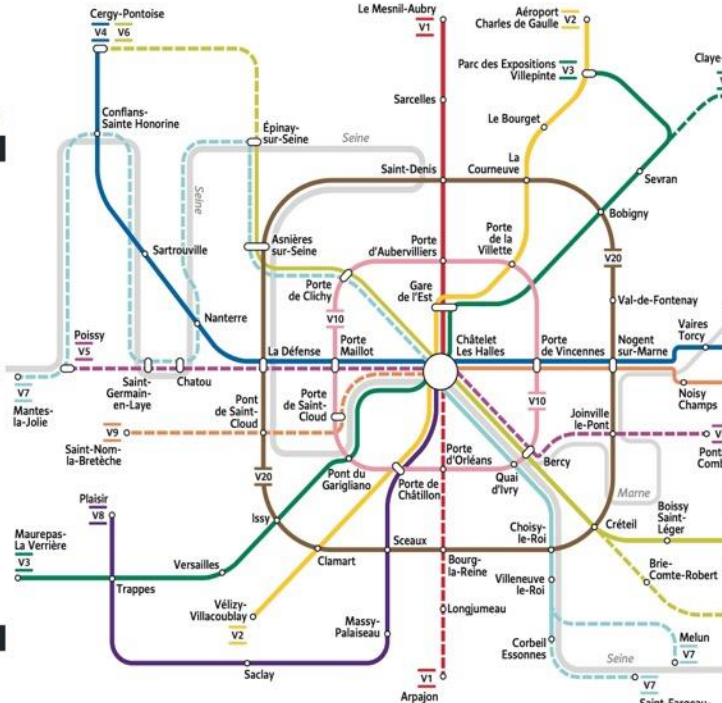 Cergy-Pontoise
V4 V6
Le Mesnil-Aubry
V1
Aéroport
Charles de Gaulle
V2
Parc des Expositions
Villepinte
V3
Claye-
Sarcelles
Conflans-
Sainte Honorine
Épinay-
sur-Seine
Seine
Le Bourget
La
Courneuve
Saint-Denis
Sevran
Seine
Bobigny
Asnières
sur-Seine
Porte
d'Aubervilliers
Porte
de la
Villette
Sartrouville
V20
Porte
de Clichy
Gare
de l'Est
Val-de-Fontenay
Nanterre
V10
Poissy
V5
La Défense
Porte
Maillot
Châtelet
Les Halles
Porte
de Vincennes
Nogent
sur-Marne
Vaires
Torcy
V7
Mantes-
la-Jolie
Saint-
Germain-
en-Laye
Chatou
Pont
de Saint-
Cloud
Porte
de Saint-
Cloud
V10
Noisy
Champs
V9
Saint-Nom-
la-Bretèche
Joinville
le-Pont
V20
Pont du
Garigliano
Porte de
Châtillon
Porte
d'Orléans
Quai
d'Ivry
Bercy
Marne
Plaisir
V8
Issy
Maurepas-
La Verrière
V3
Versailles
Clamart
Sceaux
Bourg-
la-Reine
Choisy-
le-Roi
Créteil
Boissy
Saint-
Léger
Trappes
Villeneuve
le-Roi
Brie-
Comte-Robert
Vélizy-
Villacoublay
V2
Massy-
Palaiseau
Longjumeau
Corbeil
Essonnes
Seine
Melun
V7
Saclay
V1
Arpajon
V7